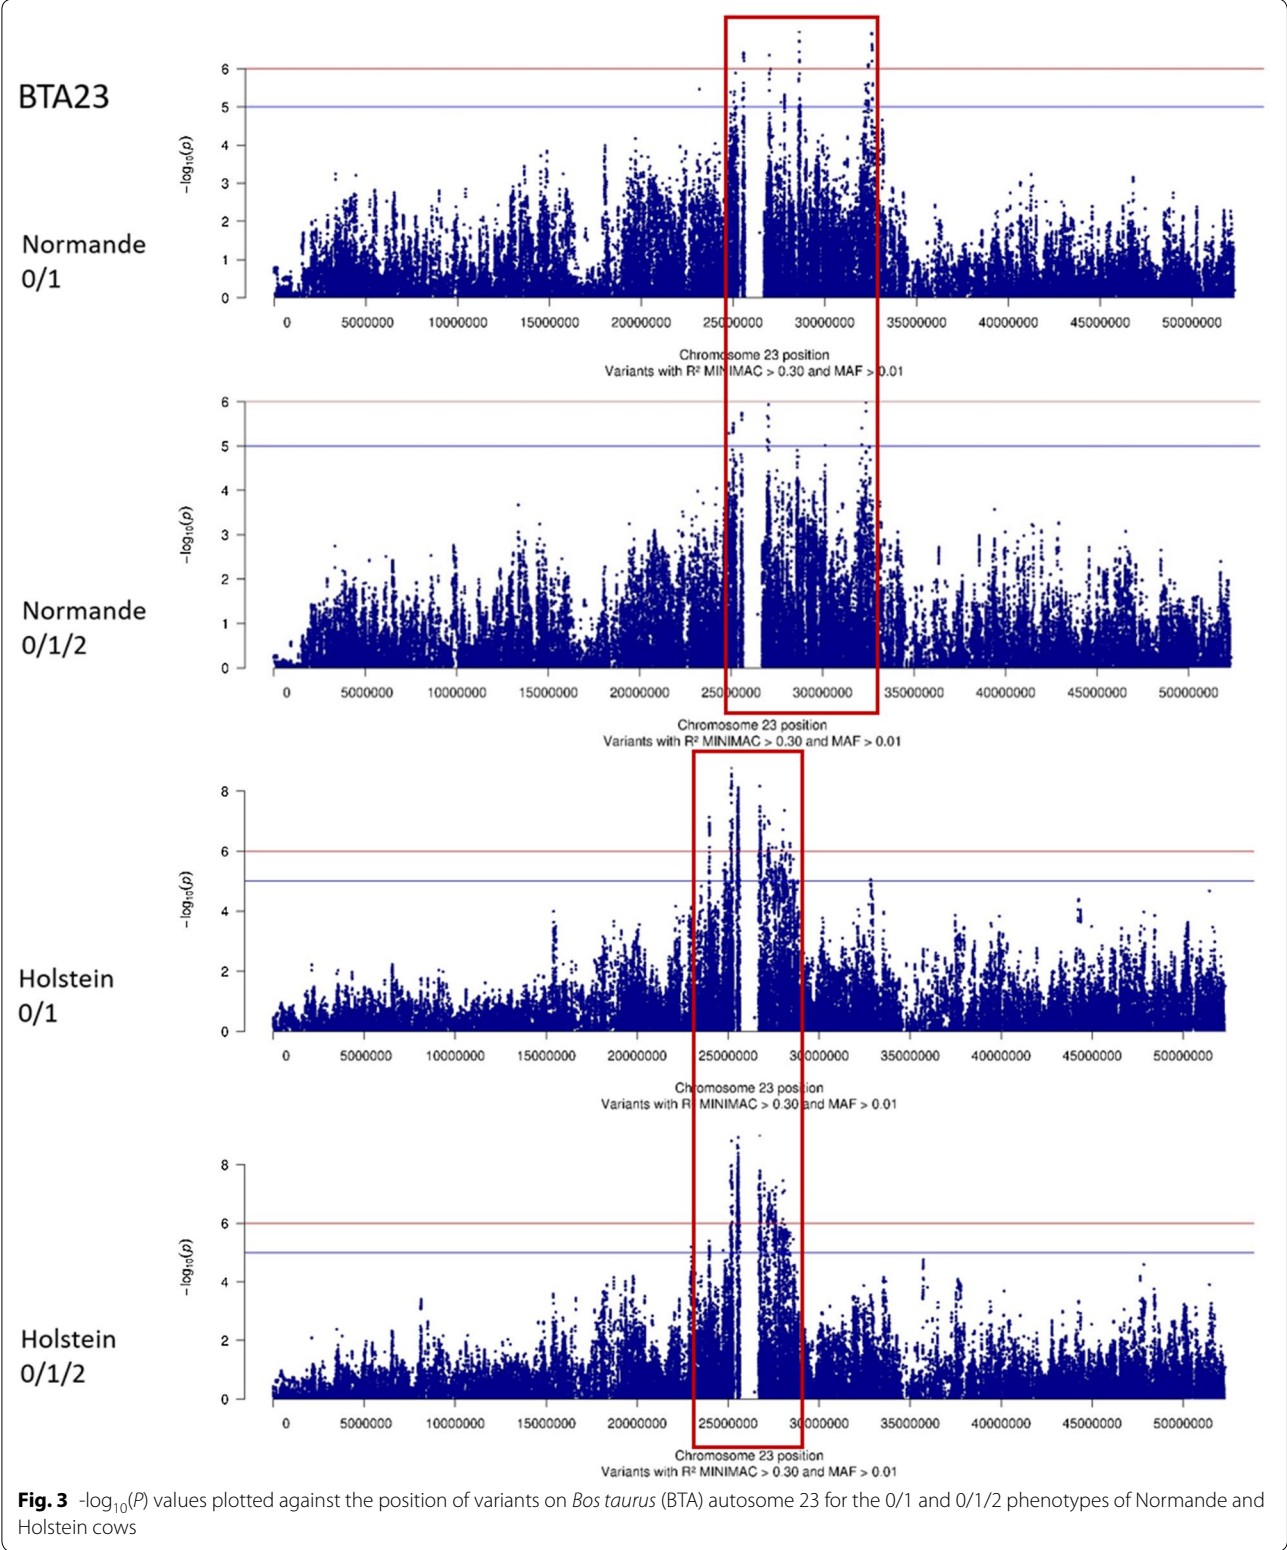 BTA23
Normande
0/1
6
5
4
3
2
1
0
-log10(p)
0 5000000 10000000 15000000 20000000 25000000 30000000 35000000 40000000 45000000 50000000
Chromosome 23 position
Variants with R² MINIMAC > 0.30 and MAF > 0.01
Normande
0/1/2
6
5
4
3
2
1
0
-log10(p)
0 5000000 10000000 15000000 20000000 25000000 30000000 35000000 40000000 45000000 50000000
Chromosome 23 position
Variants with R² MINIMAC > 0.30 and MAF > 0.01
Holstein
0/1
8
6
4
2
0
-log10(p)
0 5000000 10000000 15000000 20000000 25000000 30000000 35000000 40000000 45000000 50000000
Chromosome 23 position
Variants with R² MINIMAC > 0.30 and MAF > 0.01
Holstein
0/1/2
8
6
4
2
0
-log10(p)
0 5000000 10000000 15000000 20000000 25000000 30000000 35000000 40000000 45000000 50000000
Chromosome 23 position
Variants with R² MINIMAC > 0.30 and MAF > 0.01
Fig. 3 -log10(P) values plotted against the position of variants on Bos taurus (BTA) autosome 23 for the 0/1 and 0/1/2 phenotypes of Normande and
Holstein cows